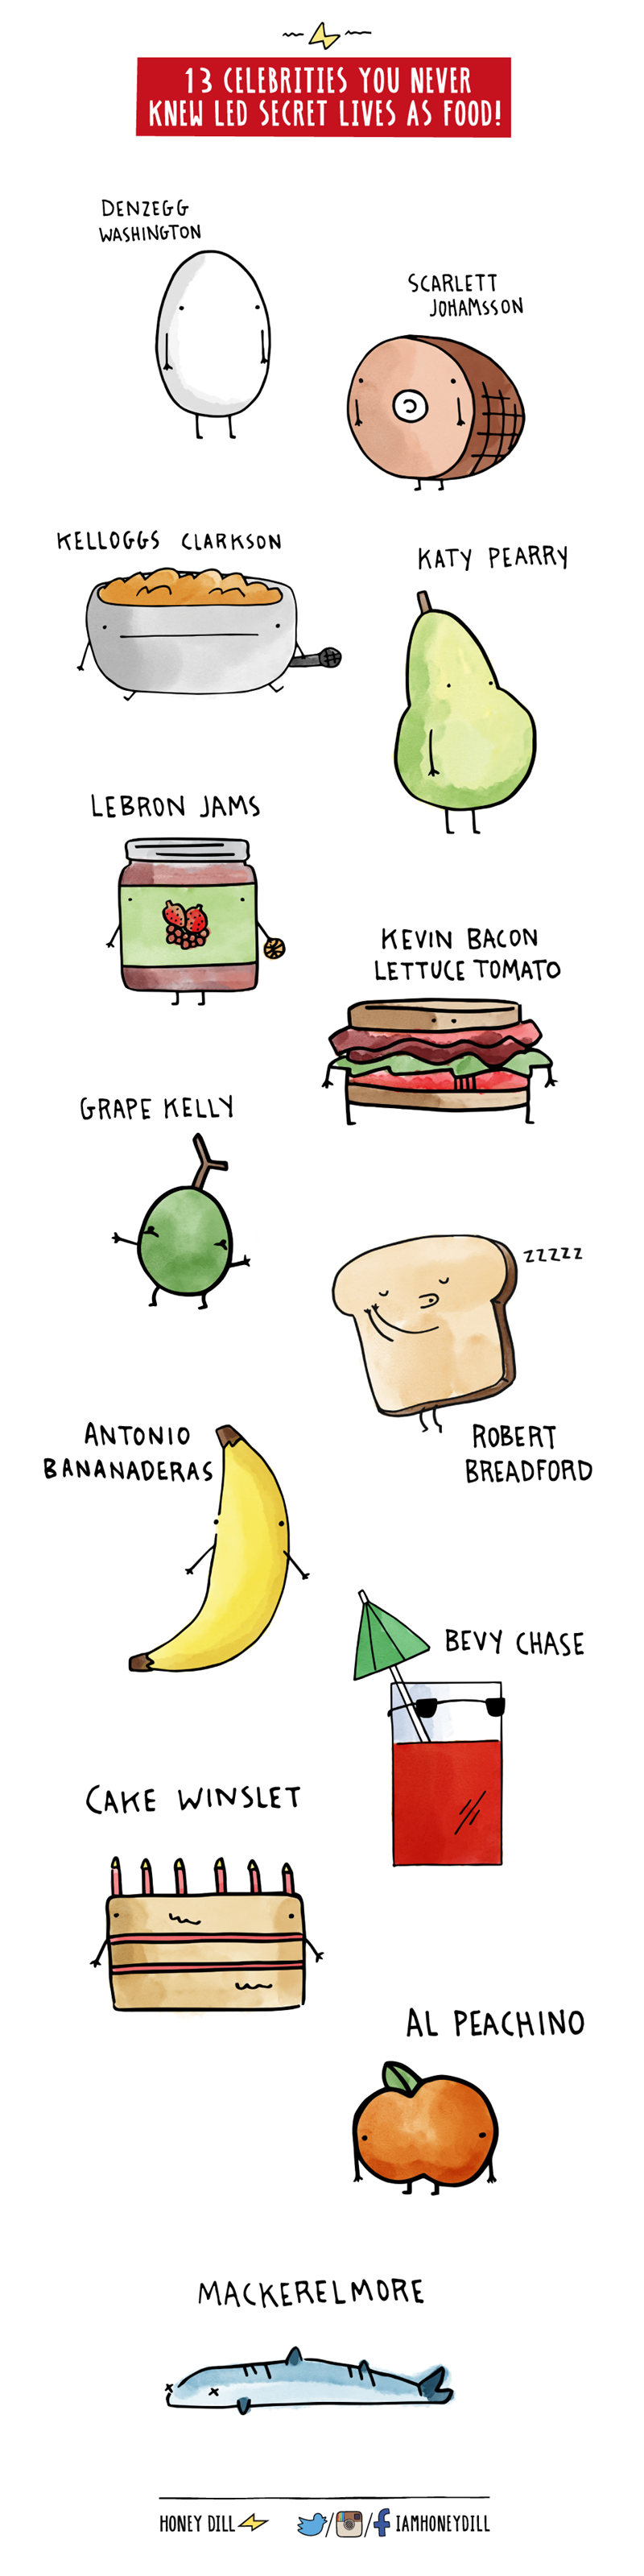 13 CELEBRITIES YOU NEVER
KNEW LED SECRET LIVES AS FOOD!
DENZEGG
WASHINGTON
SCARLETT
JOHAMSSON
KELLOGGS CLARKSON
KATY PEARRY
LEBRON JAMS
KEVIN BACON
LETTUCE TOMATO
GRAPE KELLY
ZZZZZ
ROBERT
BREADFORD
ANTONIO
BANANADERAS
BEVY CHASE
CAKE WINSLET
AL PEACHINO
MACKERELMORE
HONEY DILL / / IAMHONEYDILL